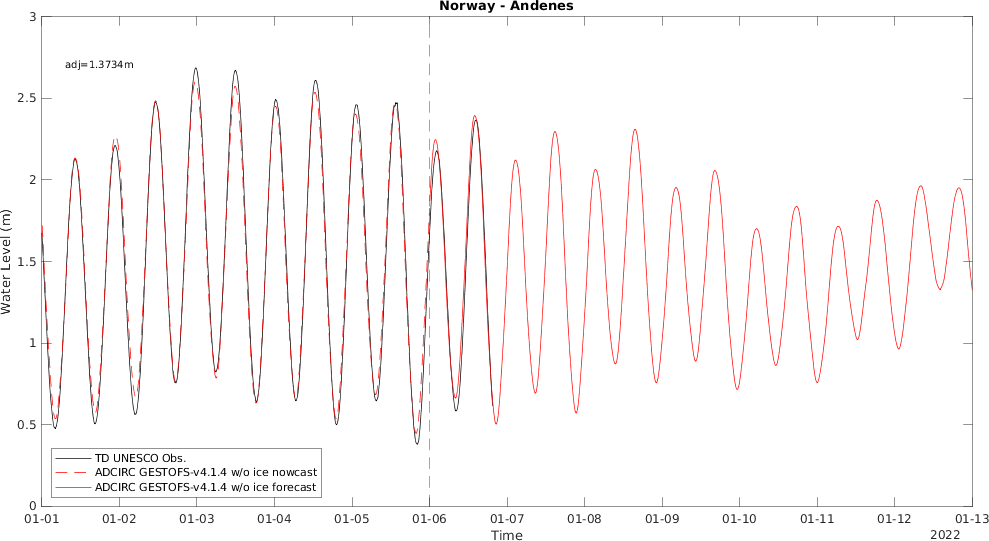 Norway - Andenes
adj=1.3734m
3
2.5
2
1.5
1
0.5
0
Water Level (m)
TD UNESCO Obs.
ADCIRC GESTOFS-v4.1.4 w/o ice nowcast
ADCIRC GESTOFS-v4.1.4 w/o ice forecast
01-01 01-02 01-03 01-04 01-05 01-06 01-07 01-08 01-09 01-10 01-11 01-12 01-13
Time
2022